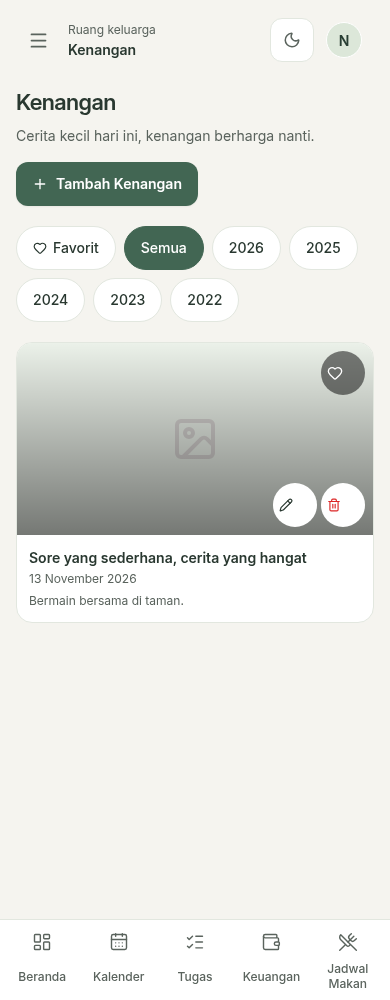 Ruang keluarga
Kenangan
N
Kenangan
Cerita kecil hari ini, kenangan berharga nanti.
Tambah Kenangan
Favorit
Semua
2026
2025
2024
2023
2022
Sore yang sederhana, cerita yang hangat
13 November 2026
Bermain bersama di taman.
Beranda
Kalender
Tugas
Keuangan
Jadwal
Makan